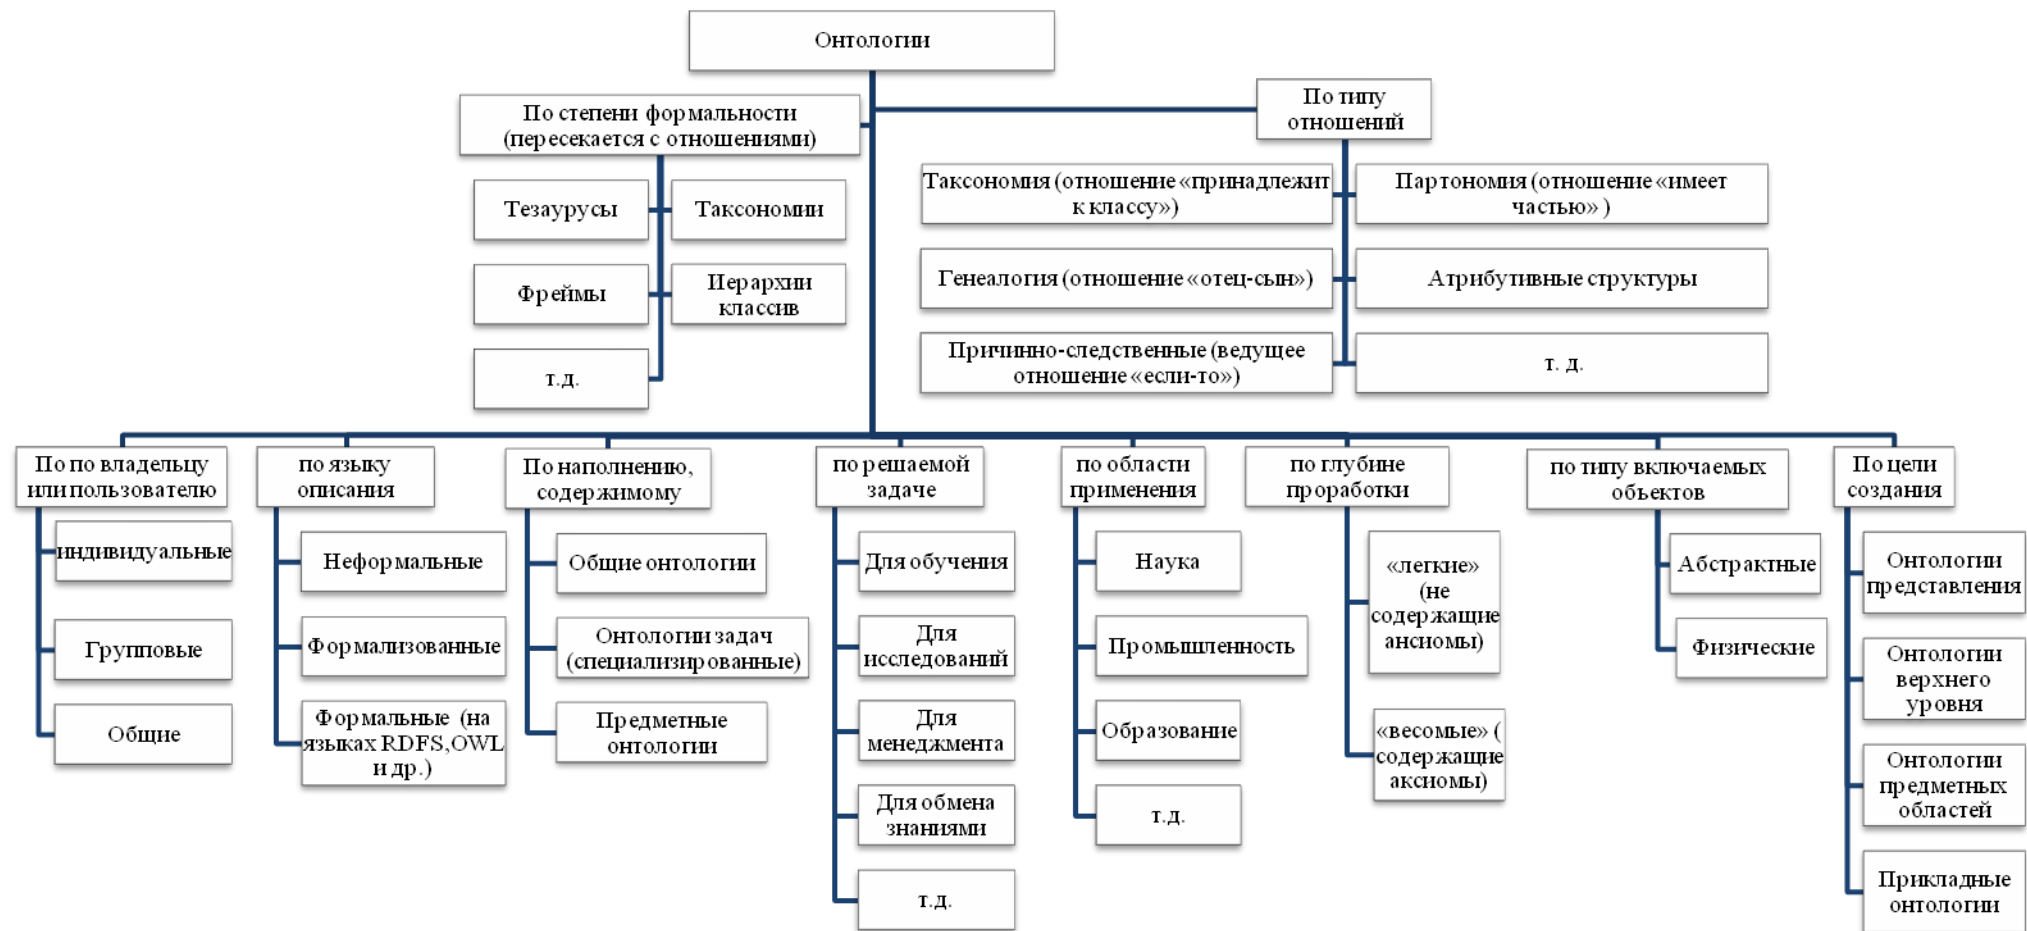 Онтологии
По степени формальности
(пересекается с отношениями)
Тезаурусы
Таксономии
Фреймы
Иерархии
классив
т.д.
По типу
отношений
Таксономия (отношение «принадлежит
к классу»)
Партономия (отношение «имеет
частью» )
Генеалогия (отношение «отец-сын»)
Атрибутивные структуры
Причинно-следственные (ведущее
отношение «если-то»)
т. д.
По по владельцу
или пользователю
индивидуальные
Групповые
Общие
по языку
описания
Неформальные
Формализованные
Формальные (на
языках RDFS,OWL
и др.)
По наполнению,
содержимому
Общие онтологии
Онтологии задач
(специализированные)
Предметные
онтологии
по решаемой
задаче
Для обучения
Для
исследований
Для
менеджмента
Для обмена
знаниями
т.д.
по области
применения
Наука
Промышленность
Образование
т.д.
по глубине
проработки
«легкие»
(не
содержащие
ансиомы)
«весомые» (
содержащие
аксиомы)
по типу включаемых
объектов
Абстрактные
Физические
По цели
создания
Онтологии
представления
Онтологии
верхнего
уровня
Онтологии
предметных
областей
Прикладные
онтологии